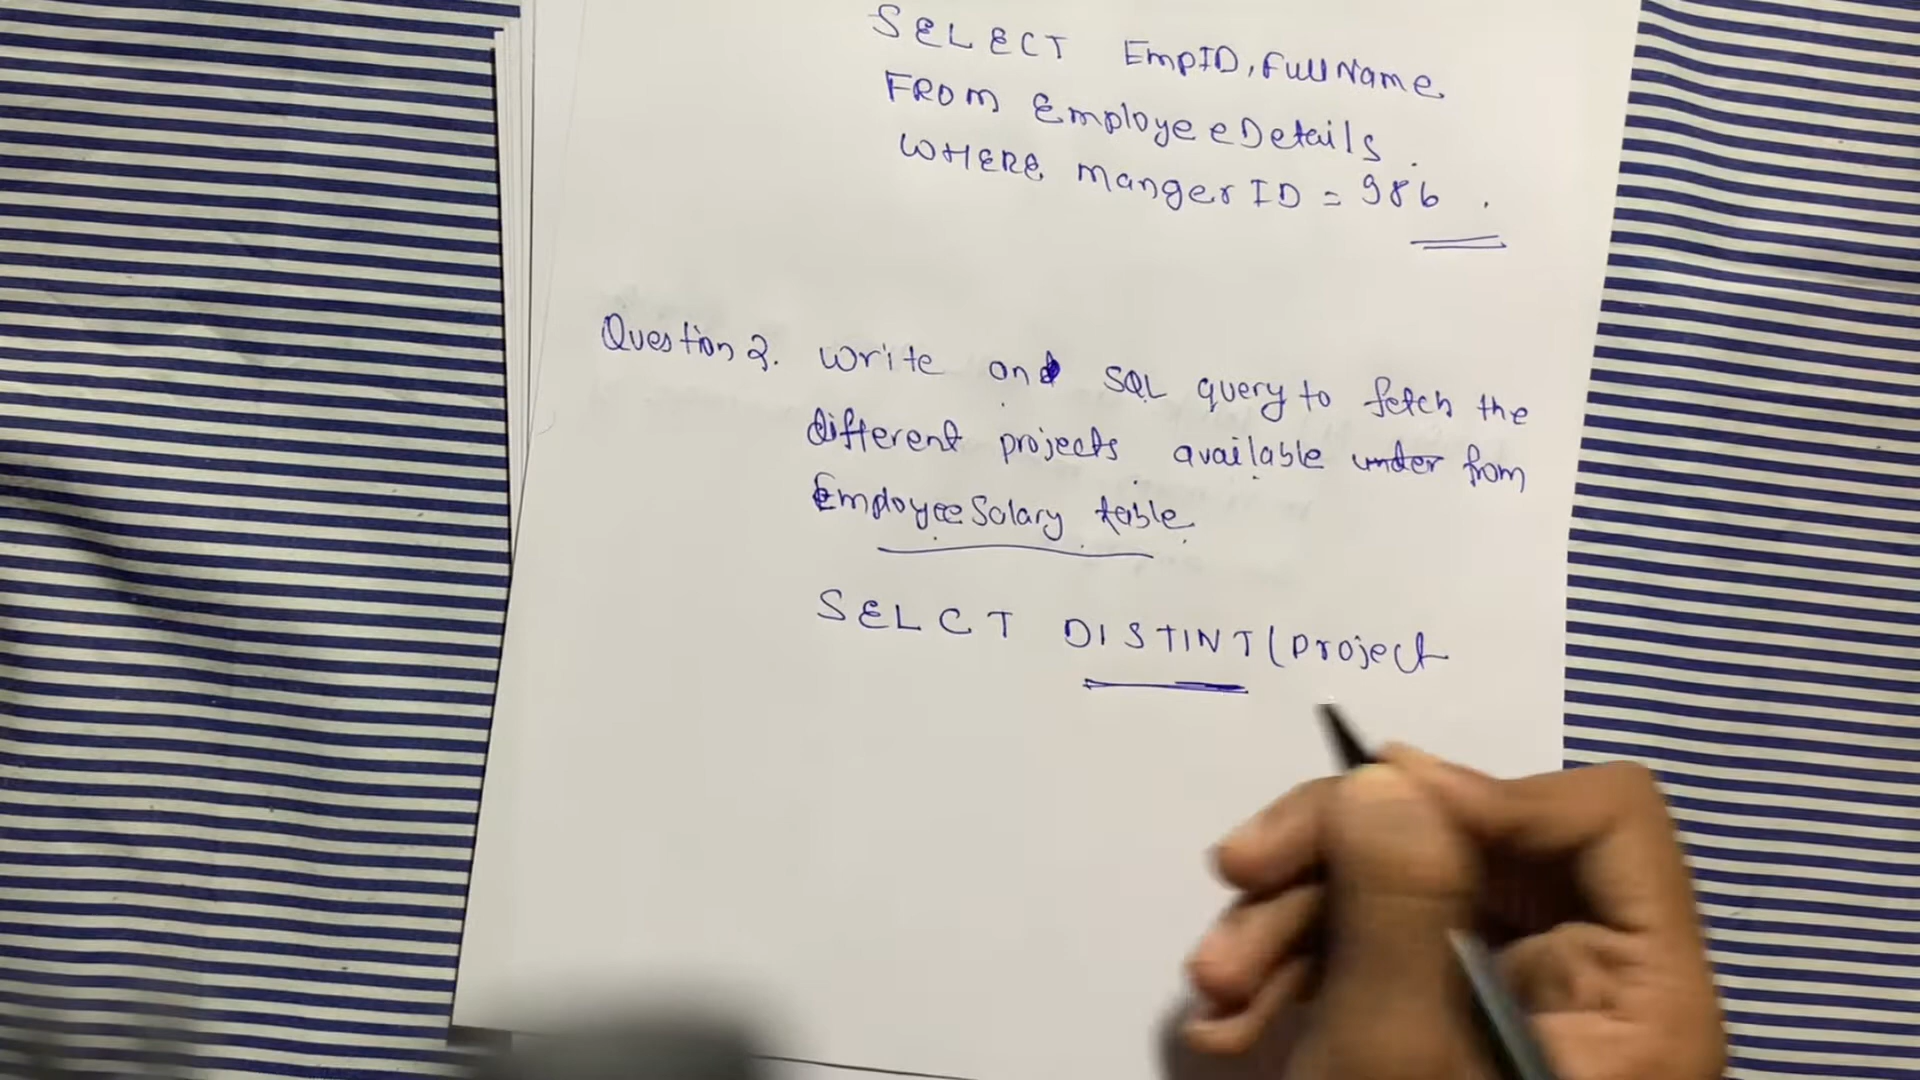 SELECT EmpID, FullName
FROM EmployeeDetails.
WHERE mangerID = 986.
Question 2. Write an SQL query to fetch the
different projects available under from
EmployeeSalary table.
SELCT DISTINT(Project